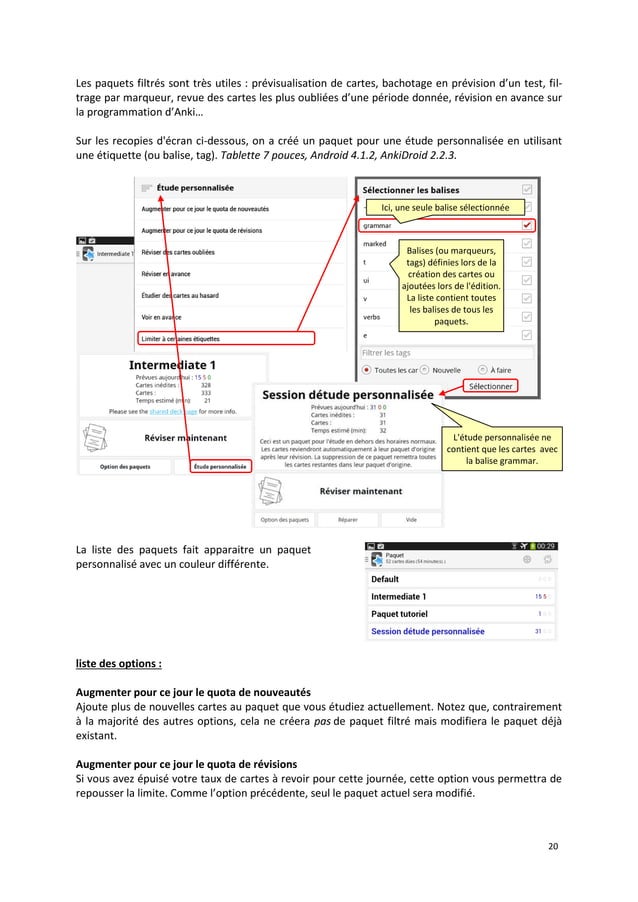 Les paquets filtrés sont très utiles : prévisualisation de cartes, bachotage en prévision d’un test, fil-
trage par marqueur, revue des cartes les plus oubliées d’une période donnée, révision en avance sur
la programmation d’Anki…
Sur les recopies d'écran ci-dessous, on a créé un paquet pour une étude personnalisée en utilisant
une étiquette (ou balise, tag). Tablette 7 pouces, Android 4.1.2, AnkiDroid 2.2.3.
Étude personnalisée
Augmenter pour ce jour le quota de nouveautés
Augmenter pour ce jour le quota de révisions
Réviser des cartes oubliées
Réviser en avance
Étudier des cartes au hasard
Voir en avance
Limiter à certaines étiquettes
Sélectionner les balises
Ici, une seule balise sélectionnée
grammar
marked
t
ui
v
verbs
e
Balises (ou marqueurs,
tags) définies lors de la
création des cartes ou
ajoutées lors de l'édition.
La liste contient toutes
les balises de tous les
paquets.
Filtrer les tags
Toutes les car
Nouvelle
À faire
Sélectionner
Intermediate 1
Intermediate 1
Prévues aujourd'hui : 15 5 0
Cartes inédites : 328
Cartes : 333
Temps estimé (min): 21
Please see the shared deck page for more info.
Réviser maintenant
Option des paquets
Étude personnalisée
Session détude personnalisée
Prévues aujourd'hui : 31 0 0
Cartes inédites : 31
Cartes : 31
Temps estimé (min): 32
Ceci est un paquet pour l'étude en dehors des horaires normaux.
Les cartes reviendront automatiquement à leur paquet d'origine
après leur révision. La suppression de ce paquet remettra toutes
les cartes restantes dans leur paquet d'origine.
Réviser maintenant
Option des paquets
Réparer
Vide
L'étude personnalisée ne
contient que les cartes avec
la balise grammar.
La liste des paquets fait apparaitre un paquet
personnalisé avec un couleur différente.
00:29
Paquet
52 cartes dûes (54 minutes)
Default 0 0 0
Intermediate 1 15 5 0
Paquet tutoriel 1 0 0
Session détude personnalisée 31 0 0
liste des options :
Augmenter pour ce jour le quota de nouveautés
Ajoute plus de nouvelles cartes au paquet que vous étudiez actuellement. Notez que, contrairement
à la majorité des autres options, cela ne créera pas de paquet filtré mais modifiera le paquet déjà
existant.
Augmenter pour ce jour le quota de révisions
Si vous avez épuisé votre taux de cartes à revoir pour cette journée, cette option vous permettra de
repousser la limite. Comme l’option précédente, seul le paquet actuel sera modifié.
20